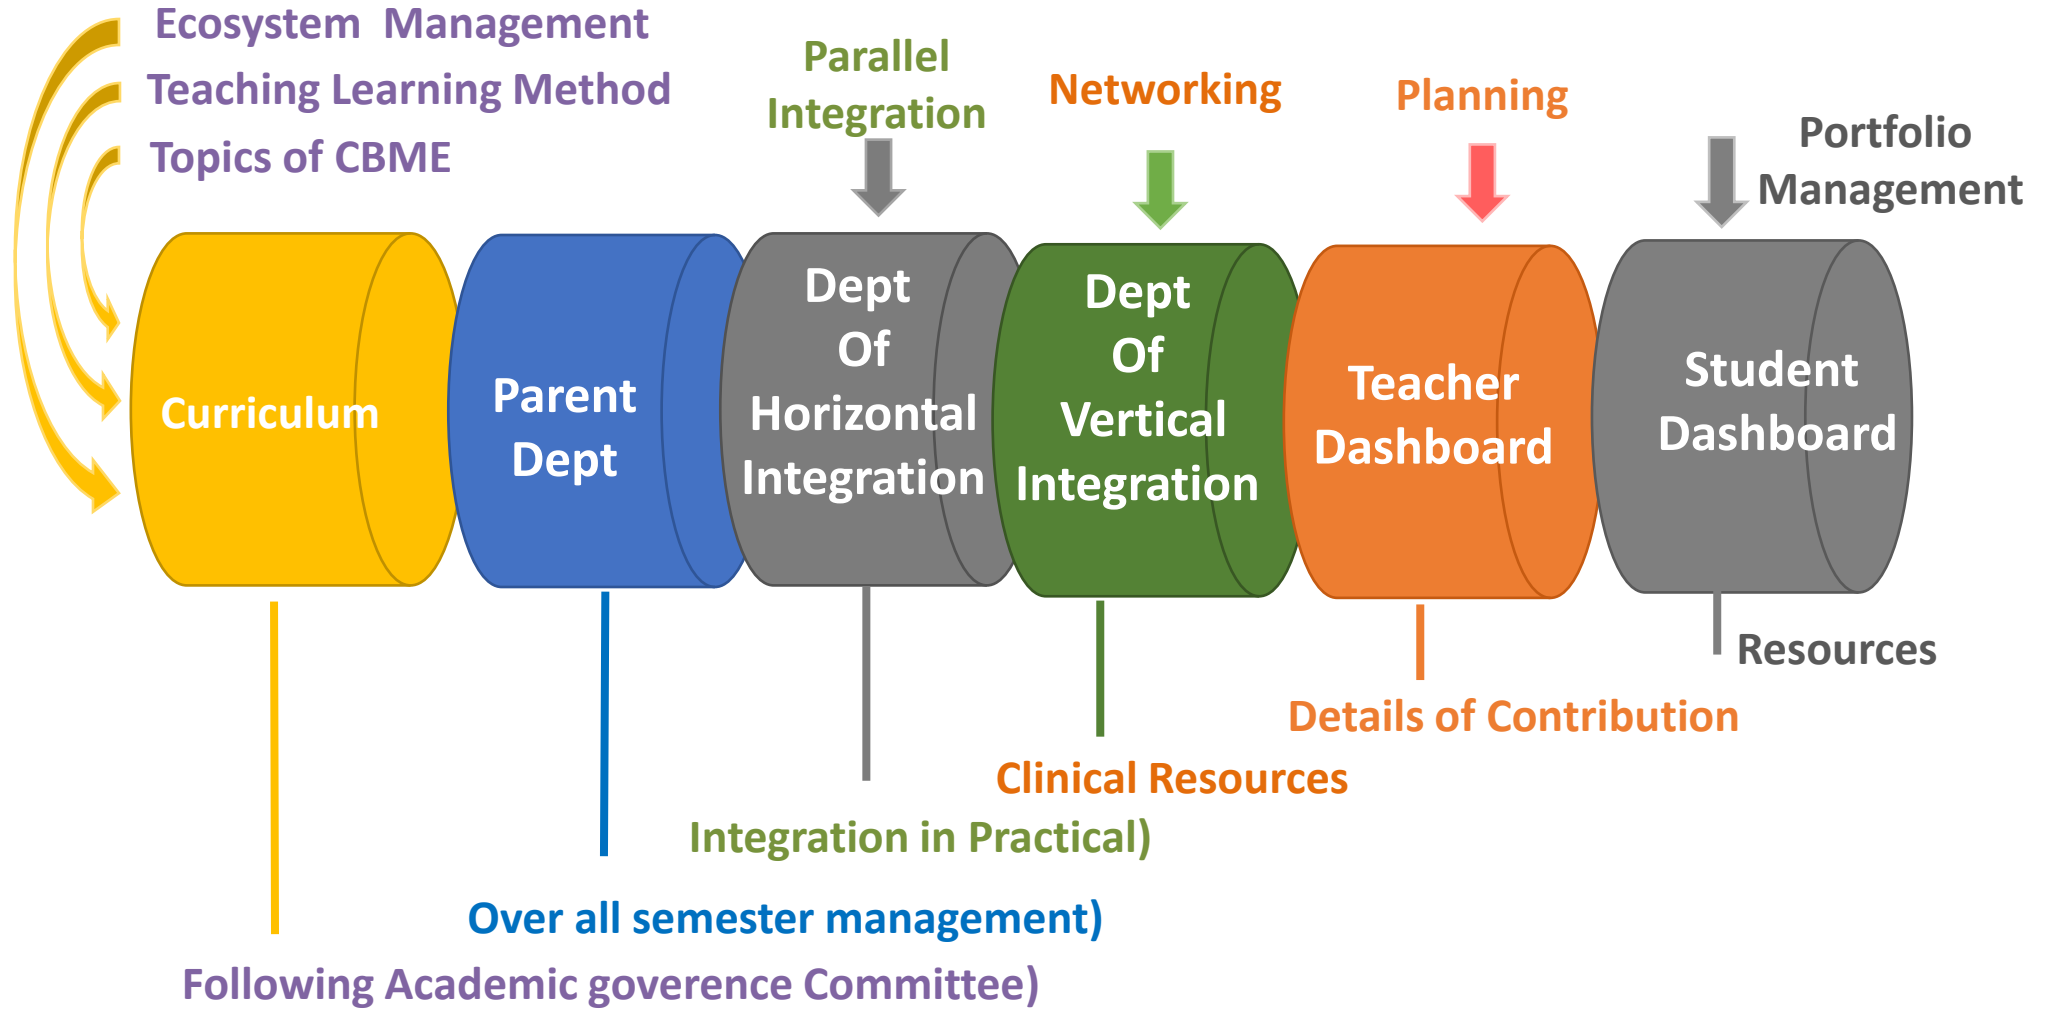 Ecosystem  Management
Teaching Learning Method
Topics of CBME
Parallel
Integration
Networking
Planning
Portfolio
Management
Curriculum
Parent
Dept
Dept
Of
Horizontal
Integration
Dept
Of
Vertical
Integration
Teacher
Dashboard
Student
Dashboard
Resources
Details of Contribution
Clinical Resources
Integration in Practical)
Over all semester management)
Following Academic goverence Committee)